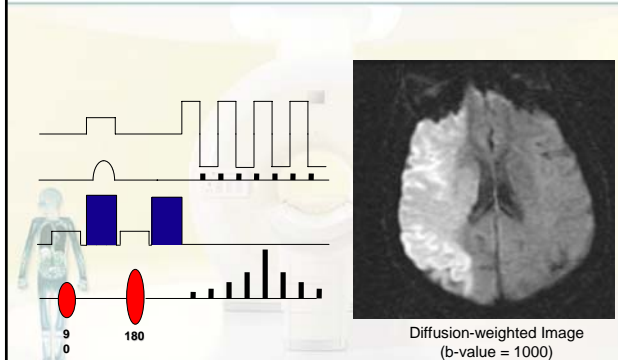 9
0
180
Diffusion-weighted Image
(b-value = 1000)